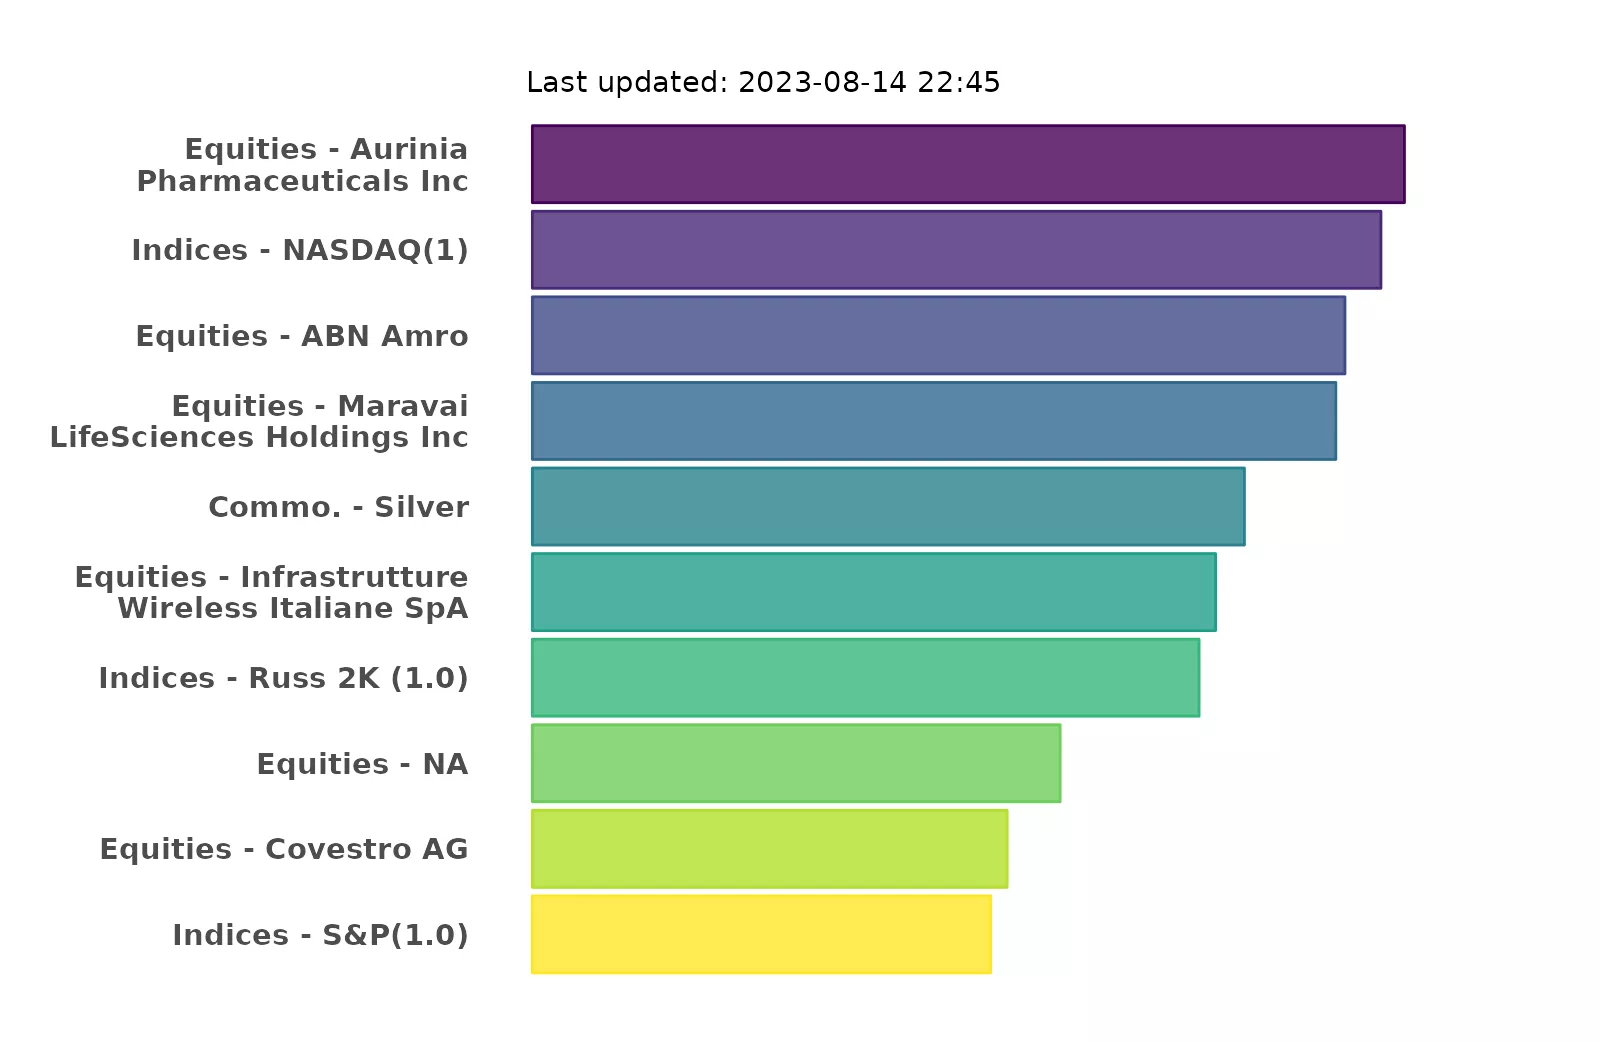 Last updated: 2023-08-14 22:45
Equities - Aurinia
Pharmaceuticals Inc
Indices - NASDAQ(1)
Equities - ABN Amro
Equities - Maravai
LifeSciences Holdings Inc
Commo. - Silver
Equities - Infrastrutture
Wireless Italiane SpA
Indices - Russ 2K (1.0)
Equities - NA
Equities - Covestro AG
Indices - S&P(1.0)